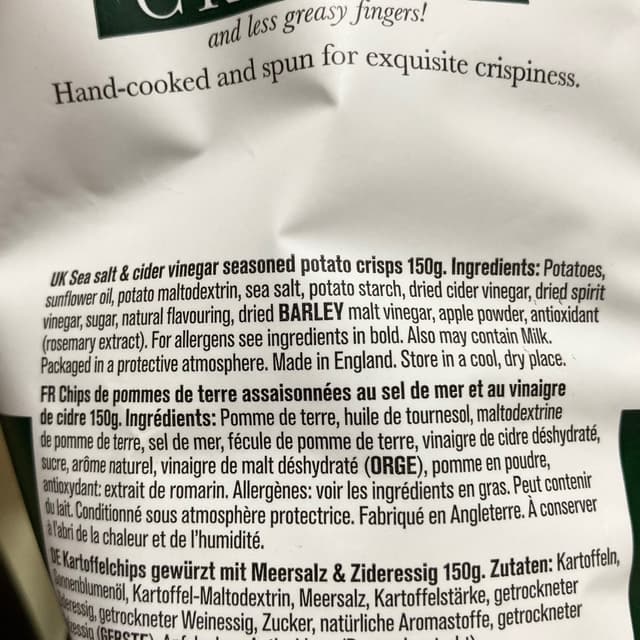 and less greasy fingers!
Hand-cooked and spun for exquisite crispiness.
UK Sea salt & cider vinegar seasoned potato crisps 150g. Ingredients: Potatoes,
sunflower oil, potato maltodextrin, sea salt, potato starch, dried cider vinegar, dried spirit
vinegar, sugar, natural flavouring, dried BARLEY malt vinegar, apple powder, antioxidant
(rosemary extract). For allergens see ingredients in bold. Also may contain Milk.
Packaged in a protective atmosphere. Made in England. Store in a cool, dry place.
FR Chips de pommes de terre assaisonnées au sel de mer et au vinaigre
de cidre 150g. Ingrédients: Pomme de terre, huile de tournesol, maltodextrine
de pomme de terre, sel de mer, fécule de pomme de terre, vinaigre de cidre déshydraté,
sucre, arôme naturel, vinaigre de malt déshydraté (ORGE), pomme en poudre,
antioxydant: extrait de romarin. Allergènes: voir les ingrédients en gras. Peut contenir
du lait. Conditionné sous atmosphère protectrice. Fabriqué en Angleterre. À conserver
à l'abri de la chaleur et de l'humidité.
DE Kartoffelchips gewürzt mit Meersalz & Zideressig 150g. Zutaten: Kartoffeln,
Sonnenblumenöl, Kartoffel-Maltodextrin, Meersalz, Kartoffelstärke, getrockneter
Zideressig, getrockneter Weinessig, Zucker, natürliche Aromastoffe, getrockneter
(GERSTE)